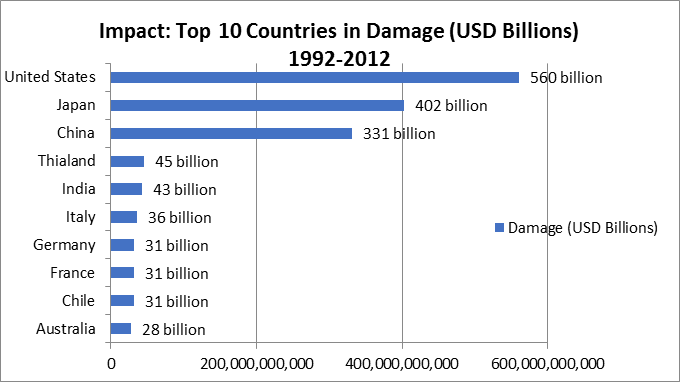 Impact: Top 10 Countries in Damage (USD Billions)
1992-2012
United States 560 billion
Japan 402 billion
China 331 billion
Thialand 45 billion
India 43 billion
Italy 36 billion
Damage (USD Billions)
Germany 31 billion
France 31 billion
Chile 31 billion
Australia 28 billion
0 200,000,000,000 400,000,000,000 600,000,000,000